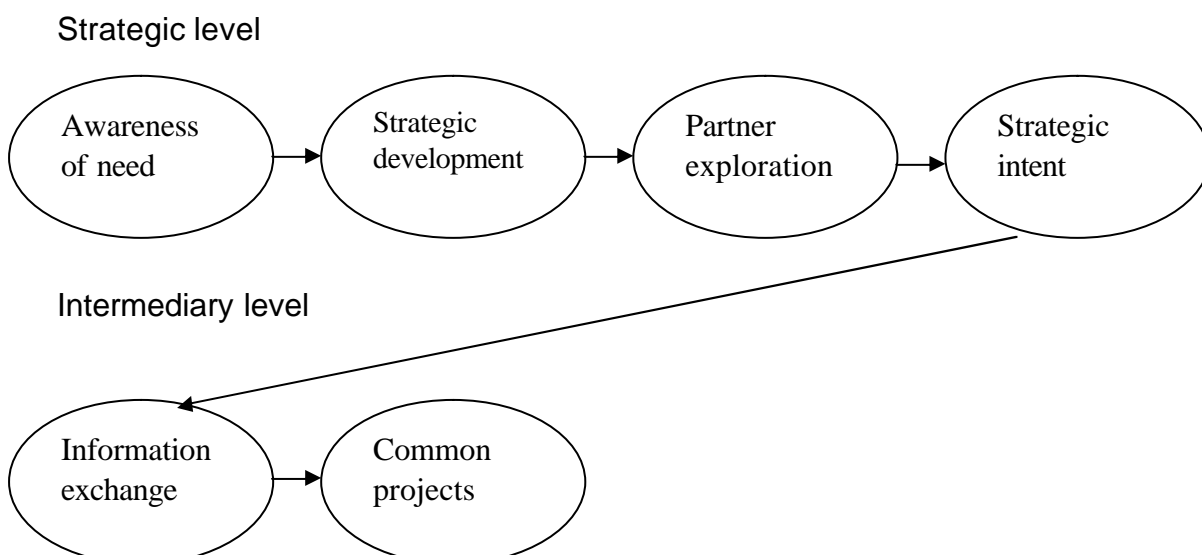 Strategic level
Awareness
of need
Strategic
development
Partner
exploration
Strategic
intent
Intermediary level
Information
exchange
Common
projects